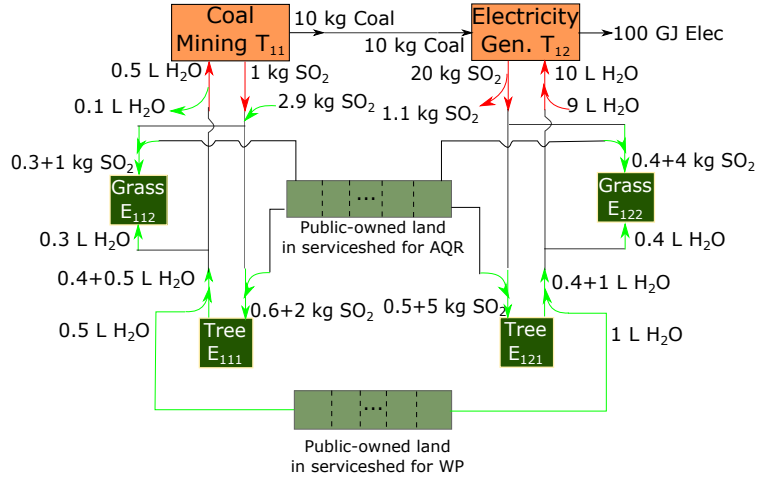 Coal
Mining T₁₁
10 kg Coal
10 kg Coal
Electricity
Gen. T₁₂
100 GJ Elec
0.5 L H₂O
1 kg SO₂
20 kg SO₂
10 L H₂O
0.1 L H₂O
2.9 kg SO₂
1.1 kg SO₂
9 L H₂O
0.3+1 kg SO₂
0.4+4 kg SO₂
Grass
E₁₁₂
...
Grass
E₁₂₂
Public-owned land
in serviceshed for AQR
0.3 L H₂O
0.4 L H₂O
0.4+0.5 L H₂O
0.4+1 L H₂O
0.6+2 kg SO₂
0.5+5 kg SO₂
0.5 L H₂O
1 L H₂O
Tree
E₁₁₁
Tree
E₁₂₁
...
Public-owned land
in serviceshed for WP